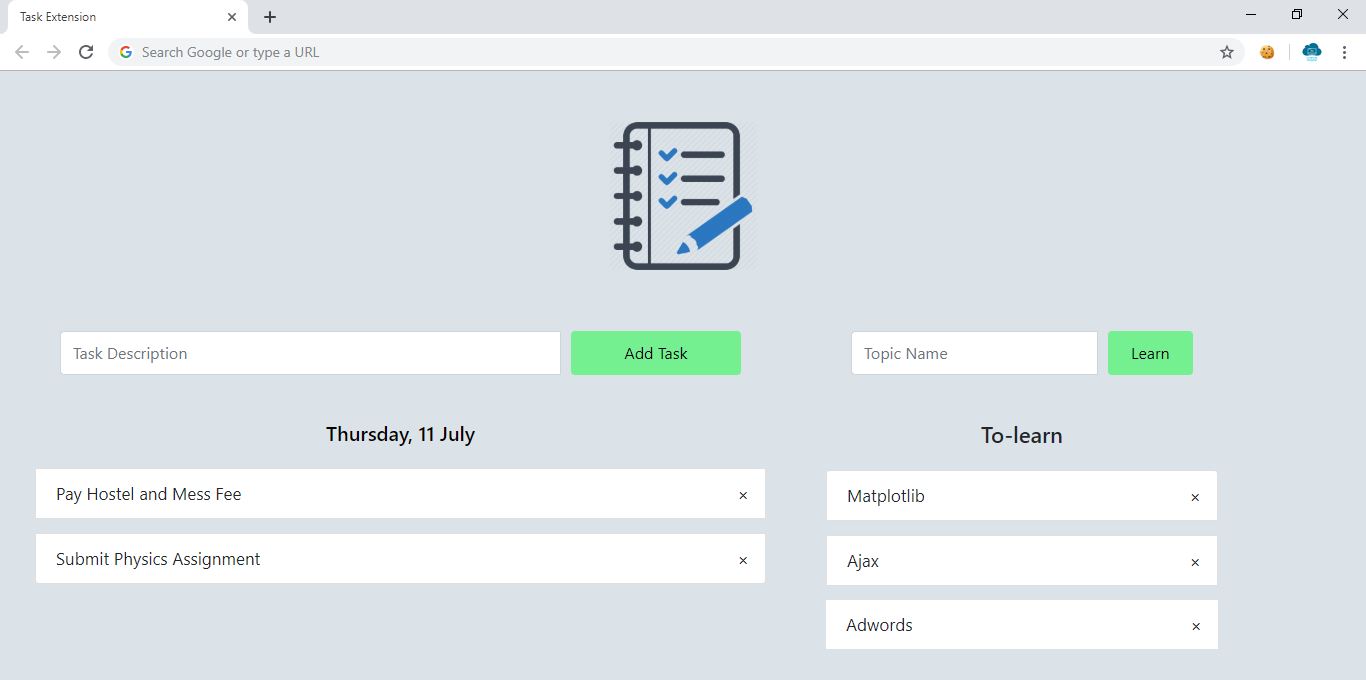 Task Extension
Search Google or type a URL
Task Description
Add Task
Topic Name
Learn
Thursday, 11 July
To-learn
Pay Hostel and Mess Fee ×
Submit Physics Assignment ×
Matplotlib ×
Ajax ×
Adwords ×